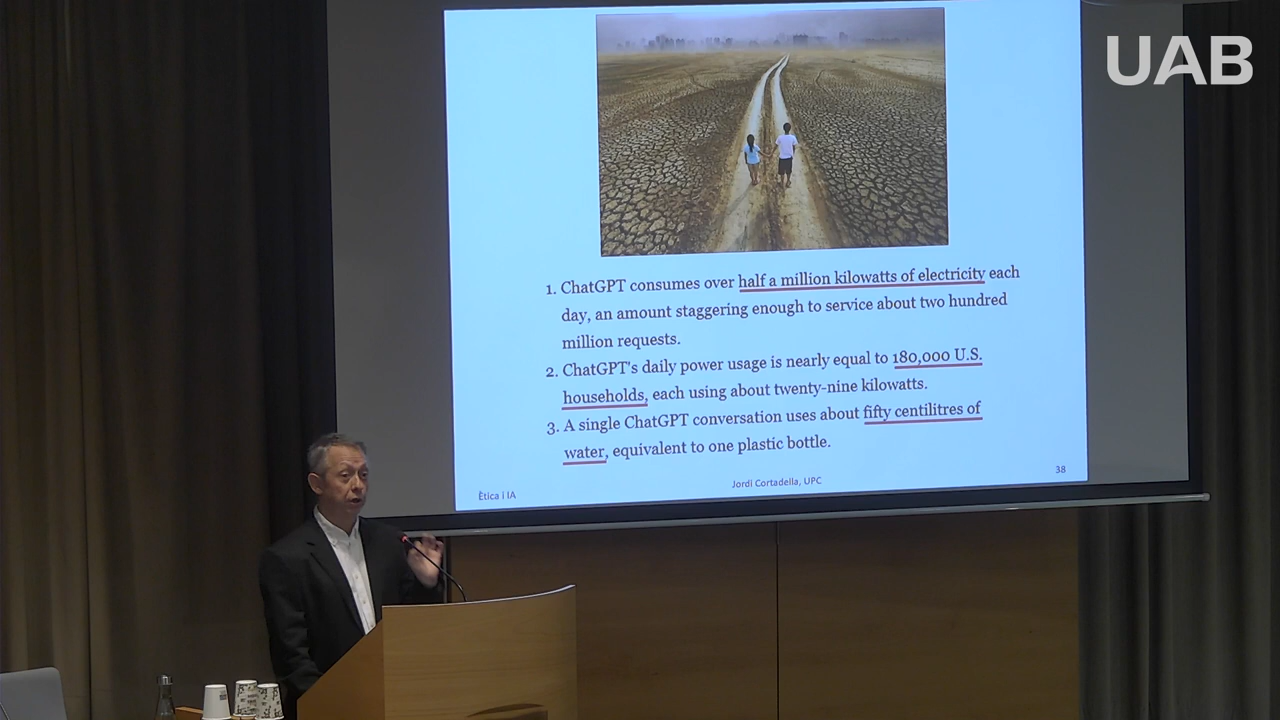 UAB
1. ChatGPT consumes over half a million kilowatts of electricity each
day, an amount staggering enough to service about two hundred
million requests.
2. ChatGPT's daily power usage is nearly equal to 180,000 U.S.
households, each using about twenty-nine kilowatts.
3. A single ChatGPT conversation uses about fifty centilitres of
water, equivalent to one plastic bottle.
Ètica i IA
Jordi Cortadella, UPC
38